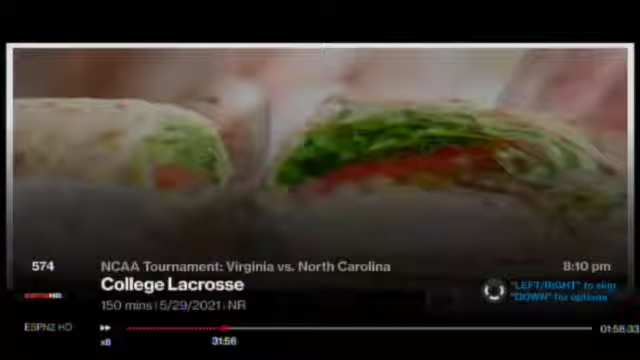 574 NCAA Tournament: Virginia vs. North Carolina 8:10 pm
College Lacrosse
"LEFT/RIGHT" to skip
"DOWN" for options
150 mins | 5/29/2021 | NR
ESPN2 HD 01:58:33
x8 31:56